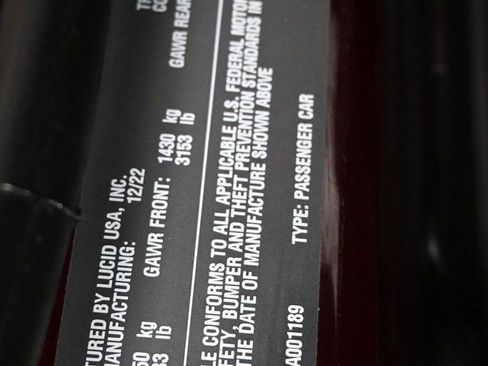 TURED BY LUCID USA, INC.
MANUFACTURING: 12/22
50 kg GAWR FRONT: 1430 kg GAWR REAR
33 lb 3153 lb
LE CONFORMS TO ALL APPLICABLE U.S. FEDERAL MOTOR
FETY, BUMPER AND THEFT PREVENTION STANDARDS IN
THE DATE OF MANUFACTURE SHOWN ABOVE
A001189 TYPE: PASSENGER CAR